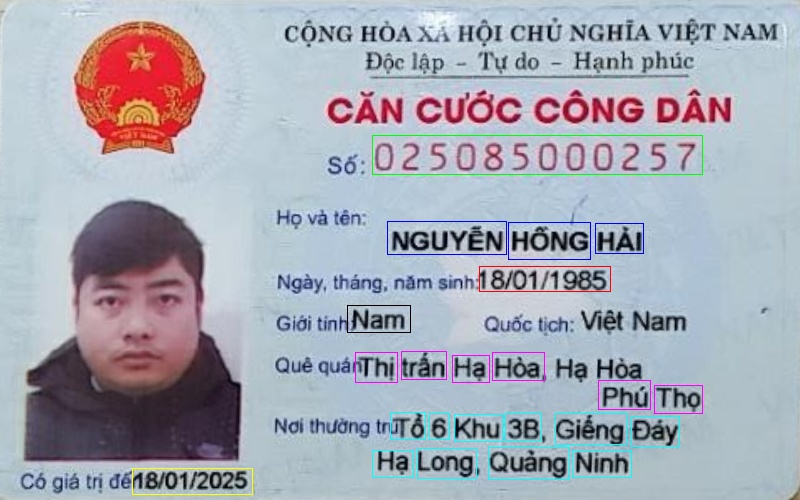 CỘNG HÒA XÃ HỘI CHỦ NGHĨA VIỆT NAM
Độc lập - Tự do - Hạnh phúc
CĂN CƯỚC CÔNG DÂN
Số: 025085000257
Họ và tên:
NGUYỄN HỒNG HẢI
Ngày, tháng, năm sinh: 18/01/1985
Giới tính: Nam Quốc tịch: Việt Nam
Quê quán: Thị trấn Hạ Hòa, Hạ Hòa
Phú Thọ
Nơi thường trú: Tổ 6 Khu 3B, Giếng Đáy
Hạ Long, Quảng Ninh
Có giá trị đến 18/01/2025